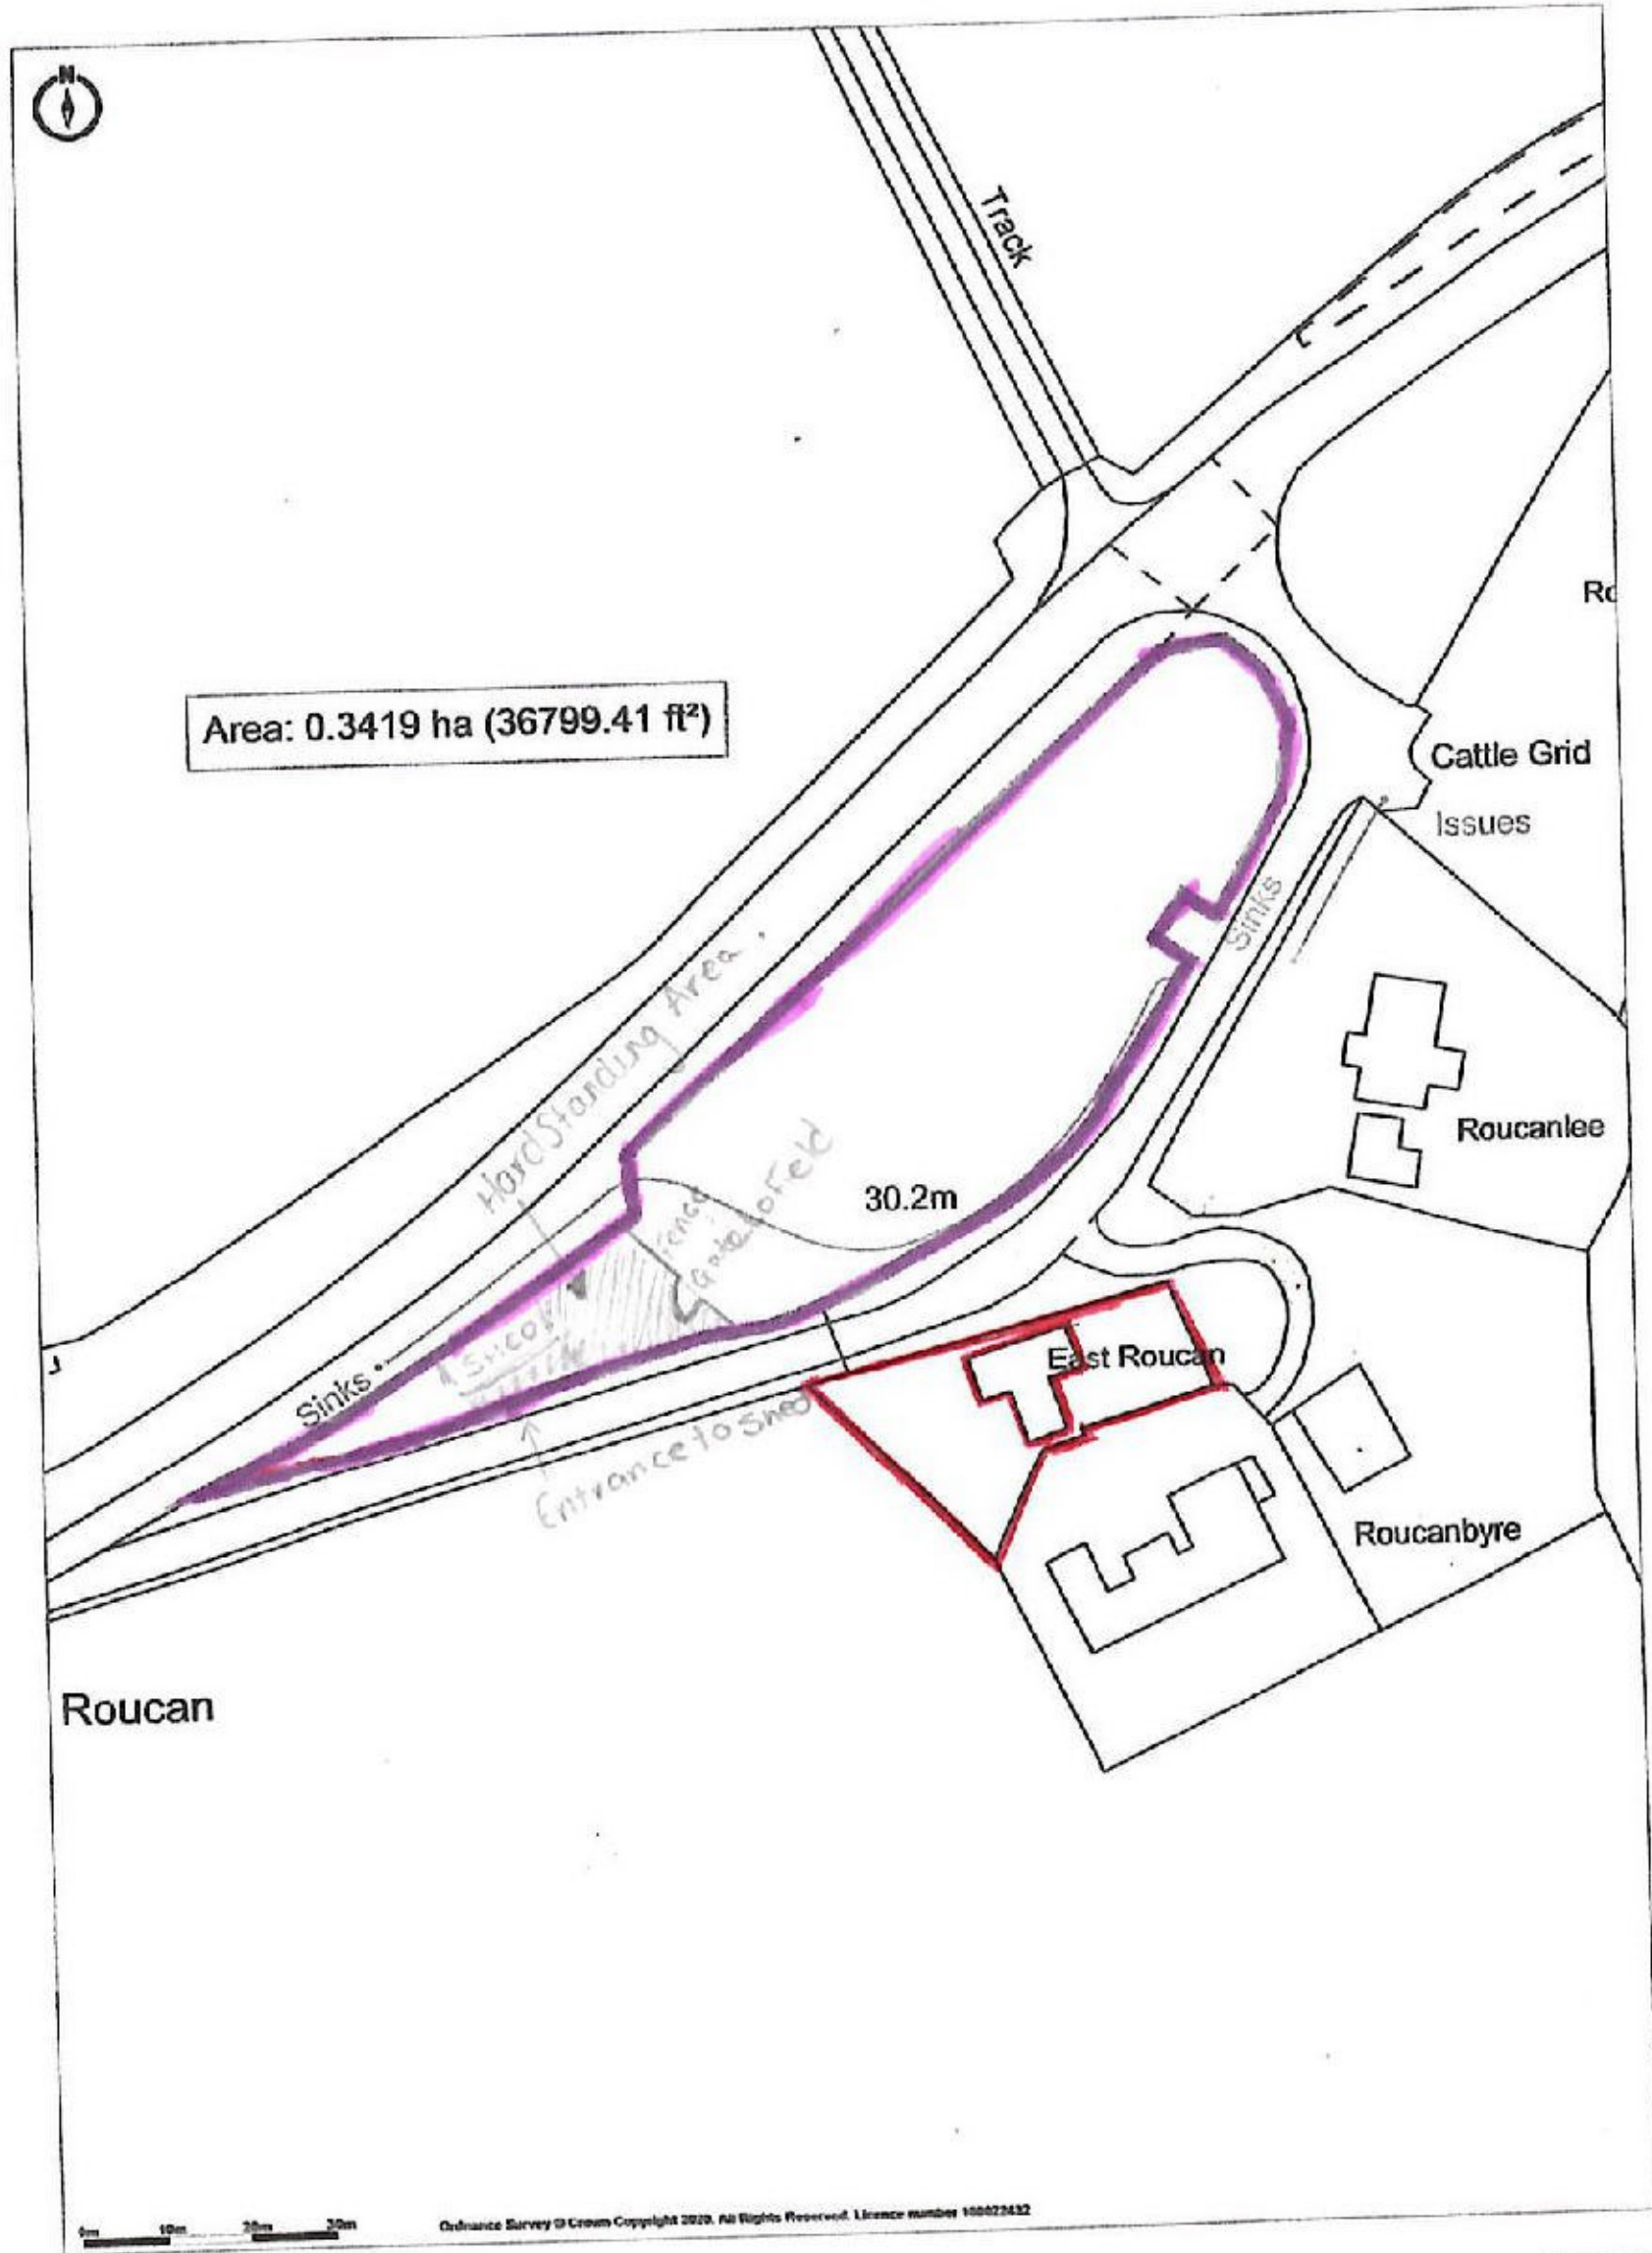 N
Track
Ro
Area: 0.3419 ha (36799.41 ft²)
Cattle Grid
Issues
Sinks
Hard Standing Area.
Roucanlee
30.2m
Fence
Gate to Field
Shed
Sinks
East Roucan
Entrance to Shed
Roucanbyre
Roucan
0m 10m 20m 30m
Ordnance Survey © Crown Copyright 2020. All Rights Reserved. Licence number 100022432